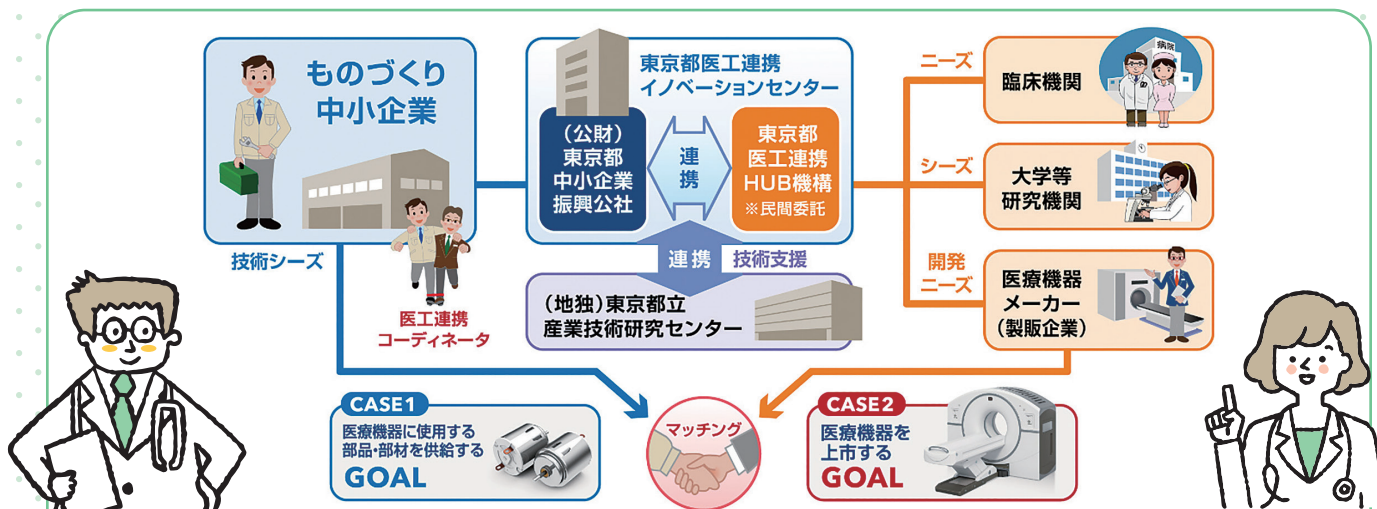 ものづくり
中小企業
技術シーズ
医工連携
コーディネータ
東京都医工連携
イノベーションセンター
(公財)
東京都
中小企業
振興公社
連
携
東京都
医工連携
HUB機構
※民間委託
連携
技術支援
(地独)東京都立
産業技術研究センター
ニーズ
臨床機関
病院
シーズ
大学等
研究機関
開発
ニーズ
医療機器
メーカー
(製販企業)
CASE1
医療機器に使用する
部品・部材を供給する
GOAL
マッチング
CASE2
医療機器を
上市する
GOAL